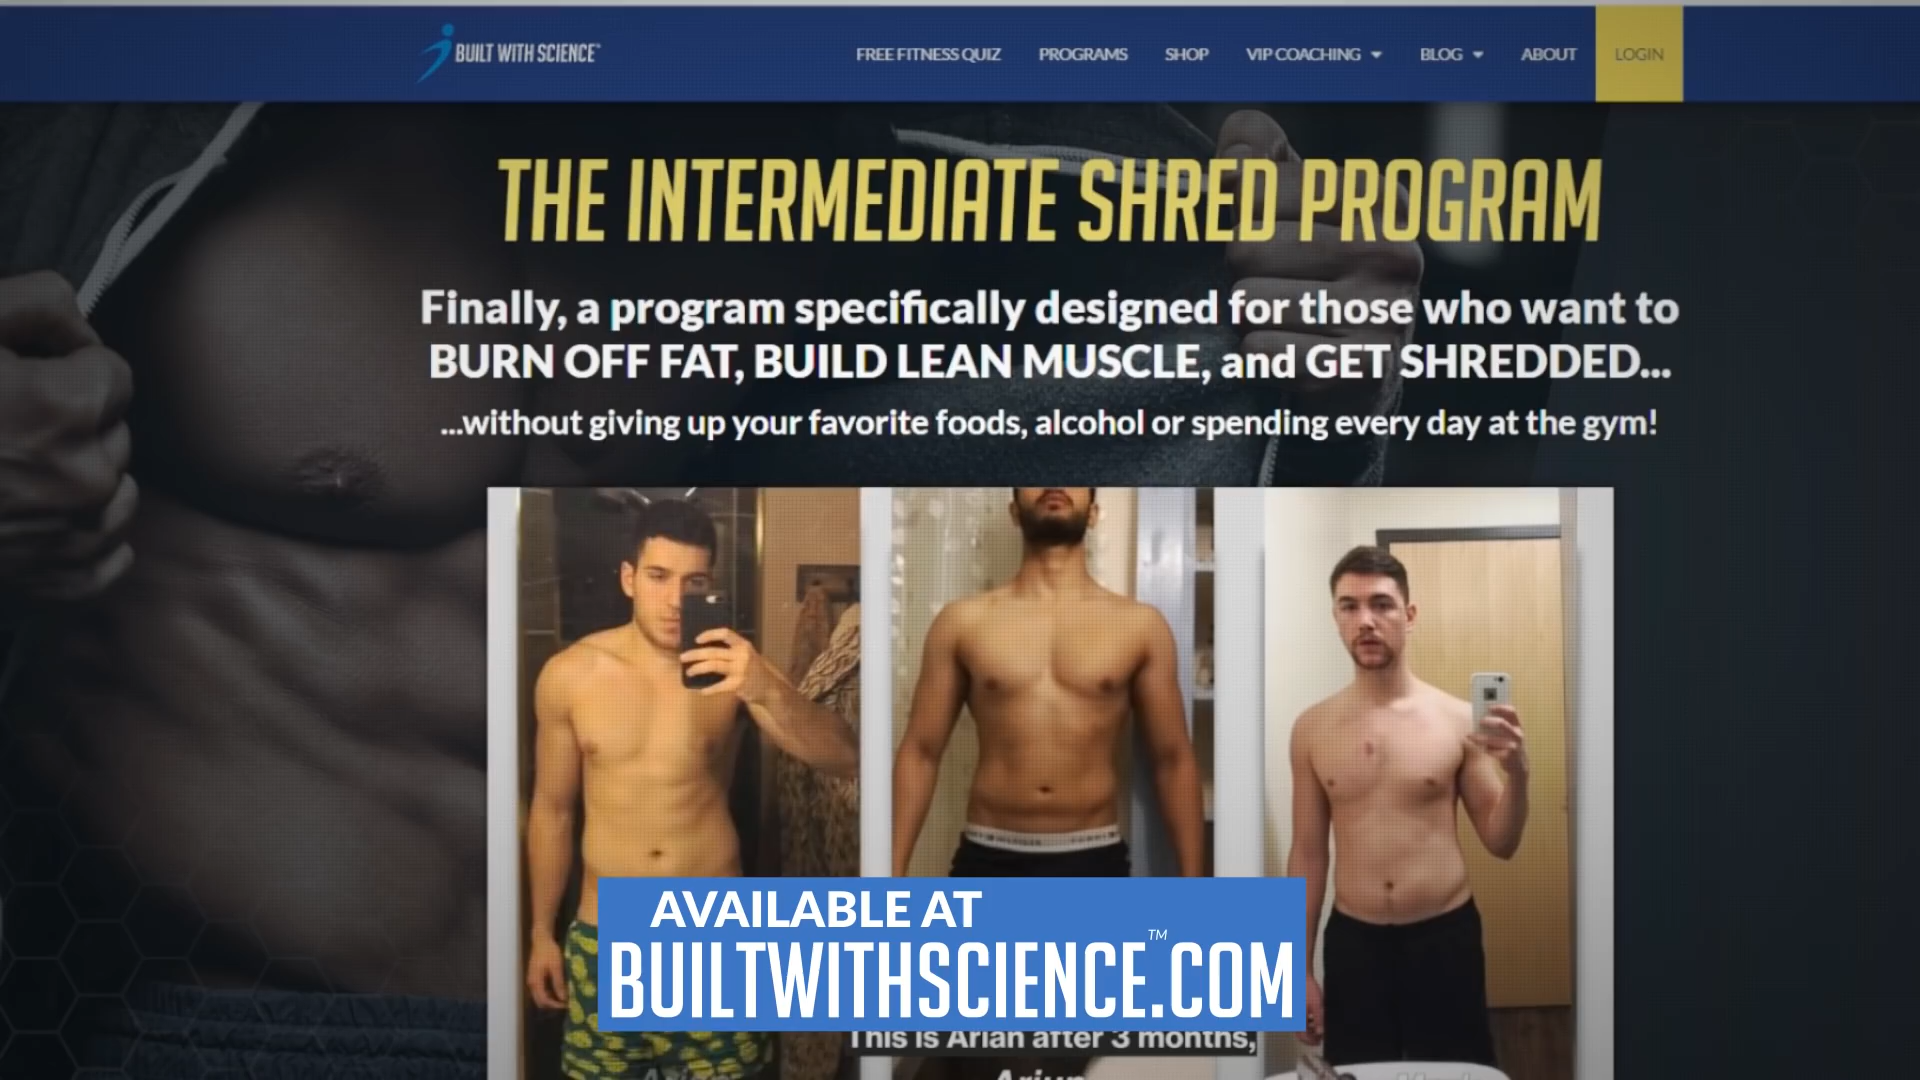 BUILT WITH SCIENCE™
FREE FITNESS QUIZ
PROGRAMS
SHOP
VIP COACHING
BLOG
ABOUT
LOGIN
THE INTERMEDIATE SHRED PROGRAM
Finally, a program specifically designed for those who want to
BURN OFF FAT, BUILD LEAN MUSCLE, and GET SHREDDED...
...without giving up your favorite foods, alcohol or spending every day at the gym!
AVAILABLE AT
BUILTWITHSCIENCE™.COM
This is Arian after 3 months,